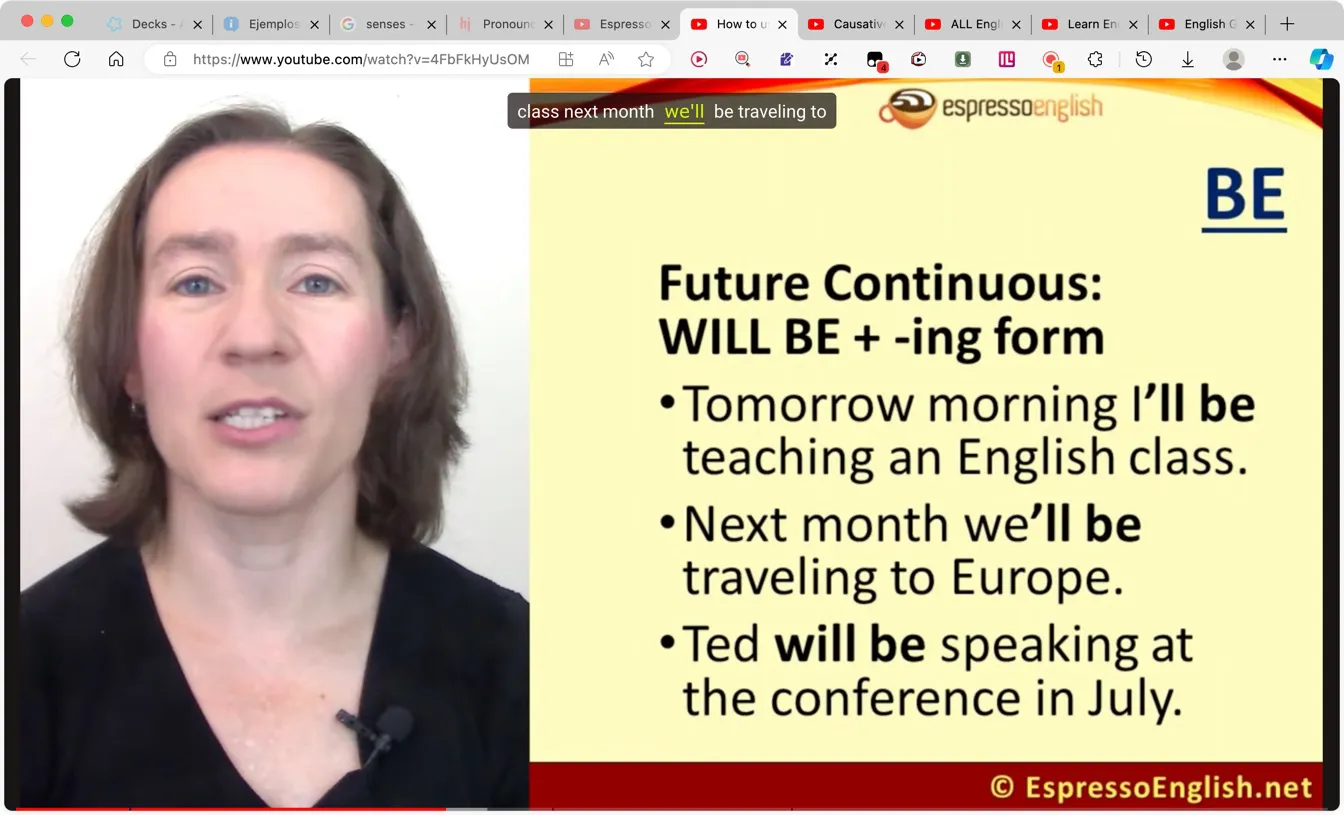 Decks -
Ejemplos
senses -
Pronounc
Espresso
How to u
Causative
ALL Engl
Learn En
English G
https://www.youtube.com/watch?v=4FbFkHyUsOM
4
1
class next month we'll be traveling to
espressoenglish
BE
Future Continuous:
WILL BE + -ing form
•Tomorrow morning I’ll be
teaching an English class.
•Next month we’ll be
traveling to Europe.
•Ted will be speaking at
the conference in July.
© EspressoEnglish.net